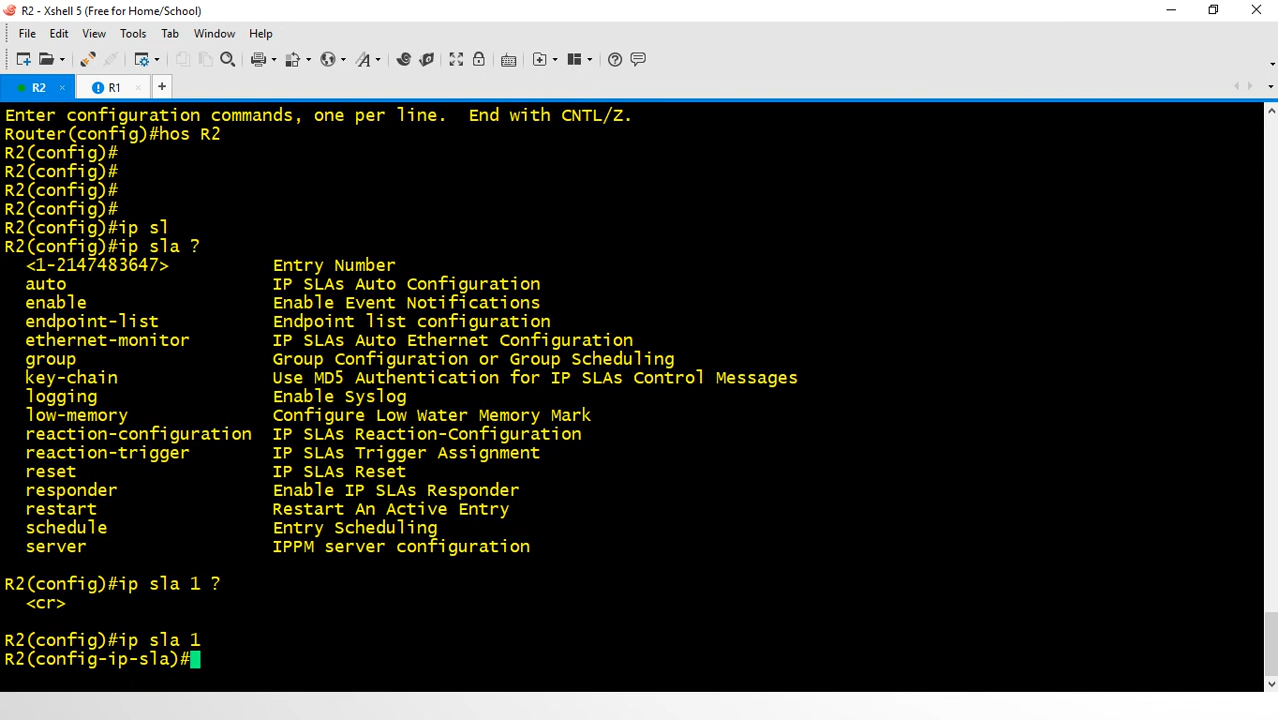 R2 - Xshell 5 (Free for Home/School)
File Edit View Tools Tab Window Help
R2 R1
Enter configuration commands, one per line.  End with CNTL/Z.
Router(config)#hos R2
R2(config)#
R2(config)#
R2(config)#
R2(config)#
R2(config)#ip sl
R2(config)#ip sla ?
  <1-2147483647>          Entry Number
  auto                    IP SLAs Auto Configuration
  enable                  Enable Event Notifications
  endpoint-list           Endpoint list configuration
  ethernet-monitor        IP SLAs Auto Ethernet Configuration
  group                   Group Configuration or Group Scheduling
  key-chain               Use MD5 Authentication for IP SLAs Control Messages
  logging                 Enable Syslog
  low-memory              Configure Low Water Memory Mark
  reaction-configuration  IP SLAs Reaction-Configuration
  reaction-trigger        IP SLAs Trigger Assignment
  reset                   IP SLAs Reset
  responder               Enable IP SLAs Responder
  restart                 Restart An Active Entry
  schedule                Entry Scheduling
  server                  IPPM server configuration
R2(config)#ip sla 1 ?
  <cr>
R2(config)#ip sla 1
R2(config-ip-sla)#